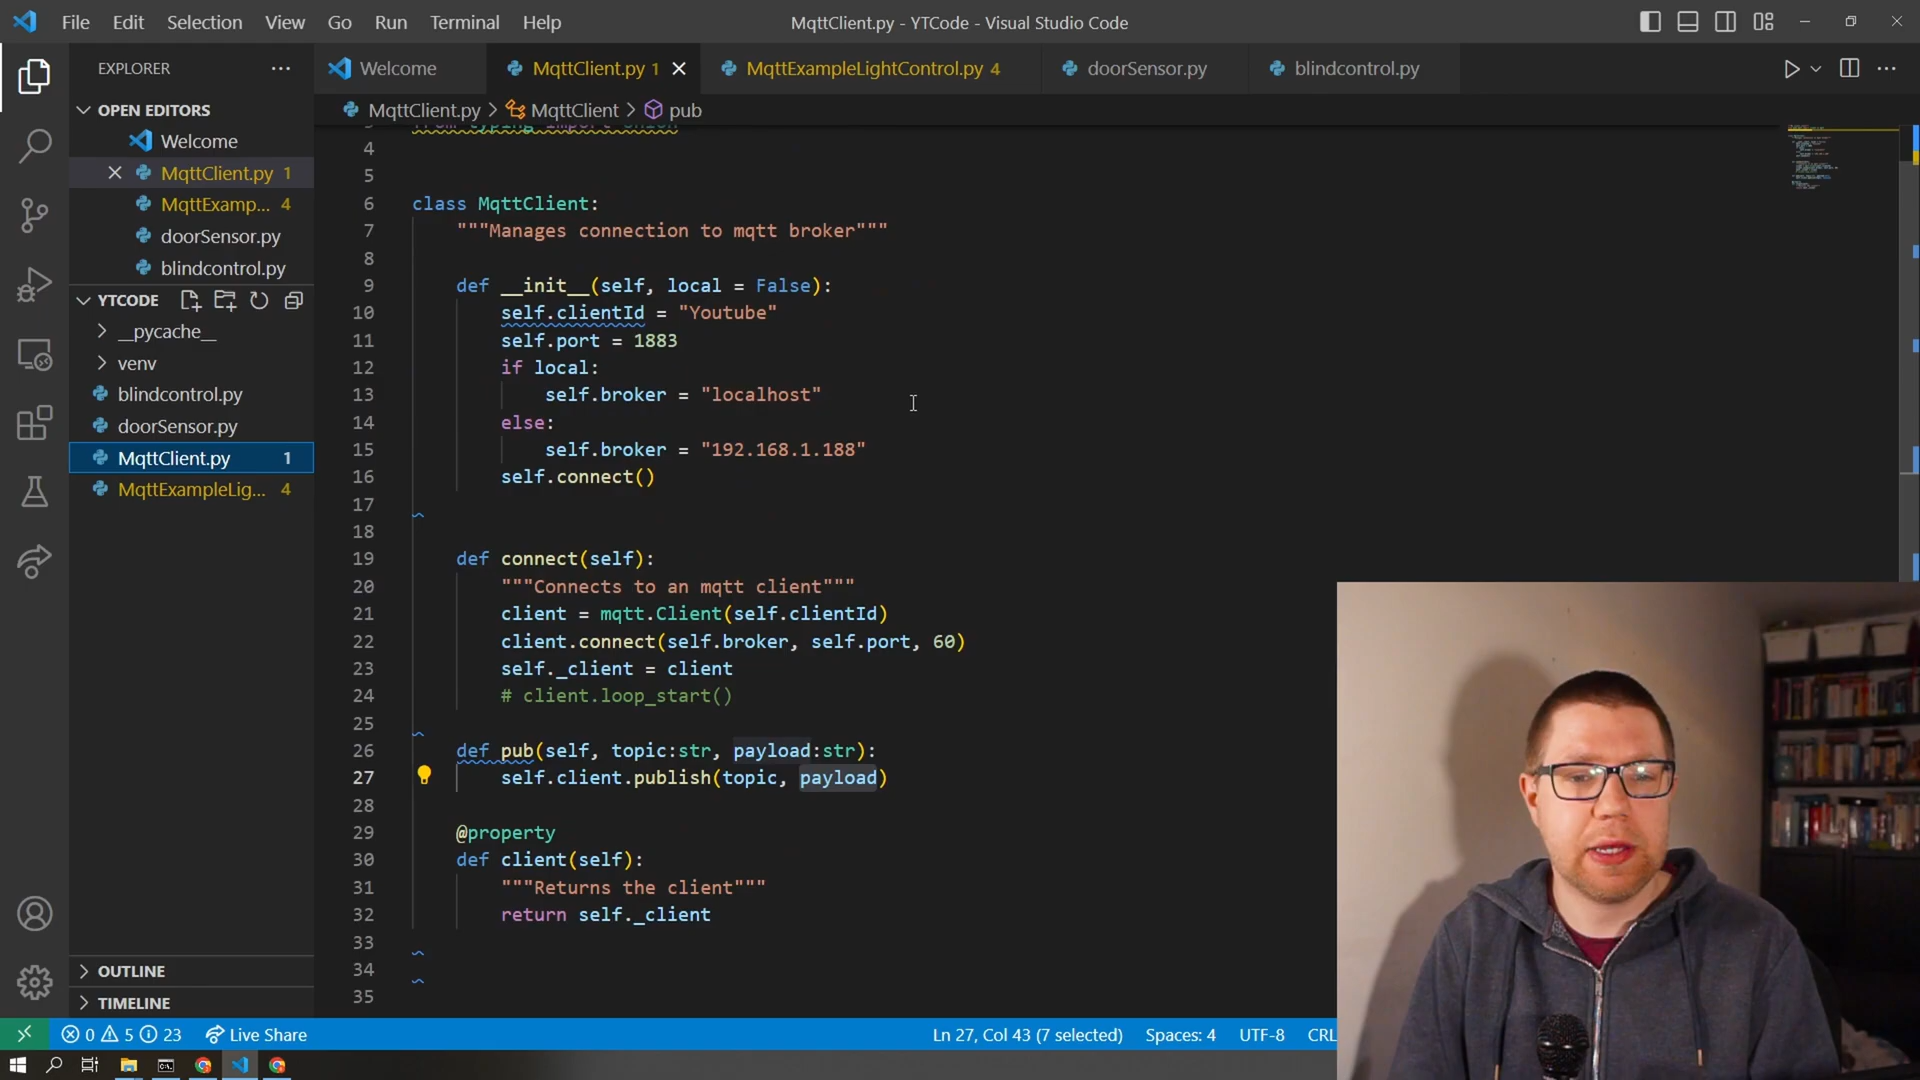 File Edit Selection View Go Run Terminal Help
MqttClient.py - YTCode - Visual Studio Code
EXPLORER
Welcome
MqttClient.py 1
MqttExampleLightControl.py 4
doorSensor.py
blindcontrol.py
OPEN EDITORS
Welcome
MqttClient.py 1
MqttExamp... 4
doorSensor.py
blindcontrol.py
YTCODE
__pycache__
venv
blindcontrol.py
doorSensor.py
MqttClient.py 1
MqttExampleLig... 4
OUTLINE
TIMELINE
MqttClient.py > MqttClient > pub
3 from typing import Union
4
5
6 class MqttClient:
7 """Manages connection to mqtt broker"""
8
9 def __init__(self, local = False):
10 self.clientId = "Youtube"
11 self.port = 1883
12 if local:
13 self.broker = "localhost"
14 else:
15 self.broker = "192.168.1.188"
16 self.connect()
17
18
19 def connect(self):
20 """Connects to an mqtt client"""
21 client = mqtt.Client(self.clientId)
22 client.connect(self.broker, self.port, 60)
23 self._client = client
24 # client.loop_start()
25
26 def pub(self, topic:str, payload:str):
27 self.client.publish(topic, payload)
28
29 @property
30 def client(self):
31 """Returns the client"""
32 return self._client
33
34
35
0 5 23 Live Share
Ln 27, Col 43 (7 selected) Spaces: 4 UTF-8 CRL